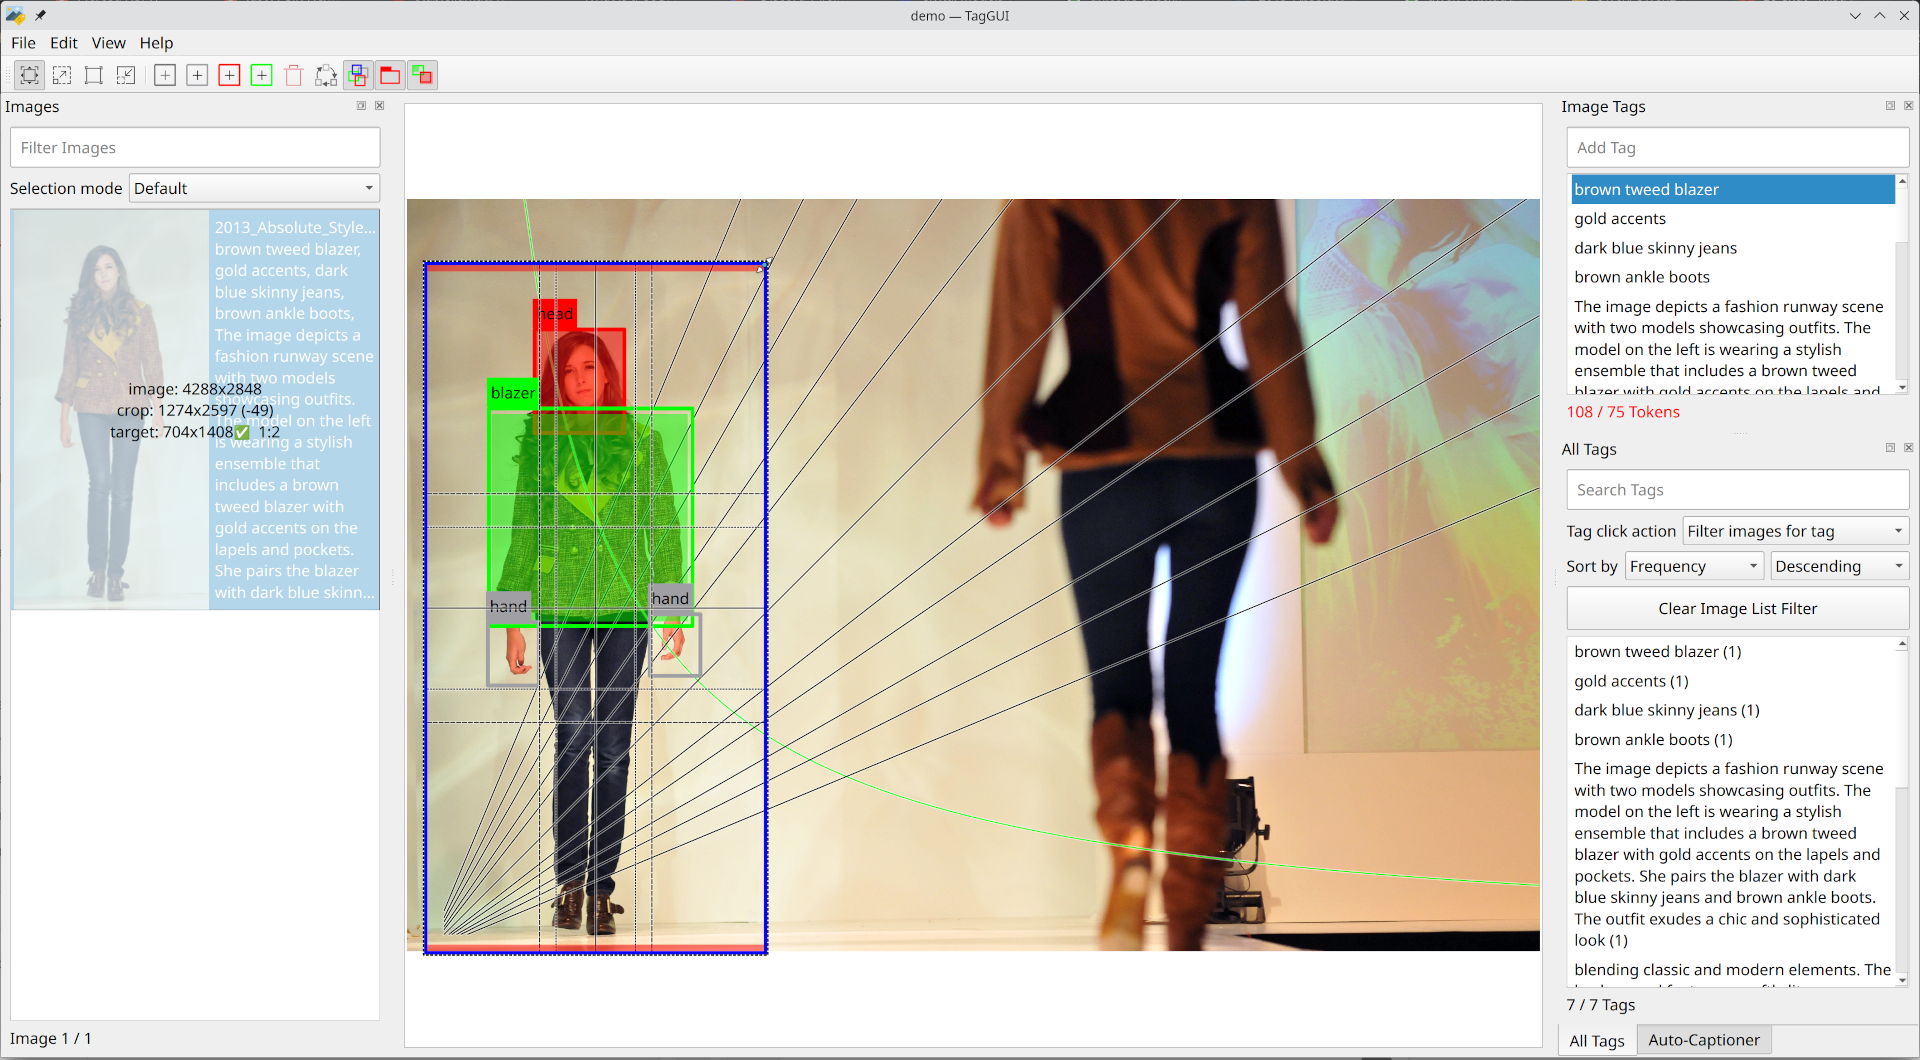 demo — TagGUI
File Edit View Help
Images
Filter Images
Selection mode Default
2013_Absolute_Style...
brown tweed blazer,
gold accents, dark
blue skinny jeans,
brown ankle boots,
The image depicts a
fashion runway scene
with two models
showcasing outfits.
The model on the left
is wearing a stylish
ensemble that
includes a brown
tweed blazer with
gold accents on the
lapels and pockets.
She pairs the blazer
with dark blue skinn...
image: 4288x2848
crop: 1274x2597 (-49)
target: 704x1408✅ 1:2
Image 1 / 1
head
blazer
hand
hand
Image Tags
Add Tag
brown tweed blazer
gold accents
dark blue skinny jeans
brown ankle boots
The image depicts a fashion runway scene
with two models showcasing outfits. The
model on the left is wearing a stylish
ensemble that includes a brown tweed
blazer with gold accents on the lapels and
108 / 75 Tokens
All Tags
Search Tags
Tag click action Filter images for tag
Sort by Frequency Descending
Clear Image List Filter
brown tweed blazer (1)
gold accents (1)
dark blue skinny jeans (1)
brown ankle boots (1)
The image depicts a fashion runway scene
with two models showcasing outfits. The
model on the left is wearing a stylish
ensemble that includes a brown tweed
blazer with gold accents on the lapels and
pockets. She pairs the blazer with dark
blue skinny jeans and brown ankle boots.
The outfit exudes a chic and sophisticated
look (1)
blending classic and modern elements. The
7 / 7 Tags
All Tags Auto-Captioner